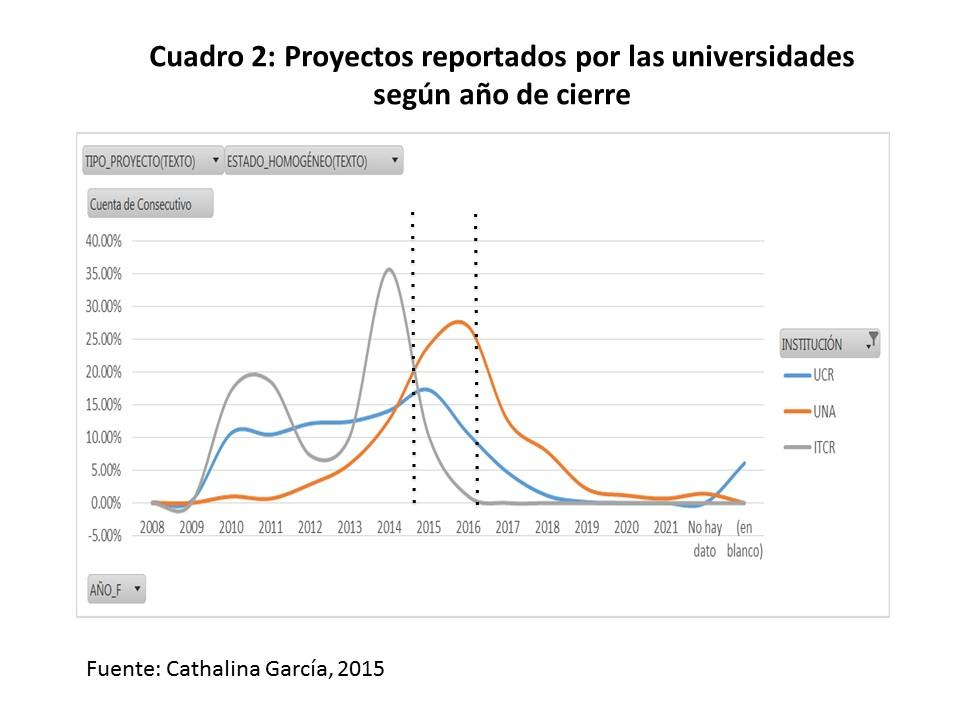 Cuadro 2: Proyectos reportados por las universidades
según año de cierre
TIPO_PROYECTO(TEXTO)
ESTADO_HOMOGÉNEO(TEXTO)
Cuenta de Consecutivo
40.00%
35.00%
30.00%
25.00%
20.00%
15.00%
10.00%
5.00%
0.00%
-5.00%
2008 2009 2010 2011 2012 2013 2014 2015 2016 2017 2018 2019 2020 2021 No hay (en
dato blanco)
INSTITUCIÓN
UCR
UNA
ITCR
AÑO_F
Fuente: Cathalina García, 2015